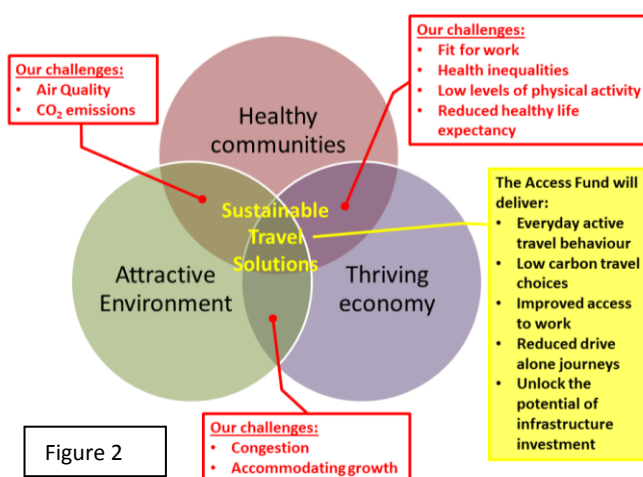 Our challenges:
• Air Quality
• CO₂ emissions
Our challenges:
• Fit for work
• Health inequalities
• Low levels of physical activity
• Reduced healthy life
expectancy
Healthy
communities
Sustainable
Travel
Solutions
Attractive
Environment
Thriving
economy
The Access Fund will
deliver:
• Everyday active
travel behaviour
• Low carbon travel
choices
• Improved access
to work
• Reduced drive
alone journeys
• Unlock the
potential of
infrastructure
investment
Our challenges:
• Congestion
• Accommodating growth
Figure 2